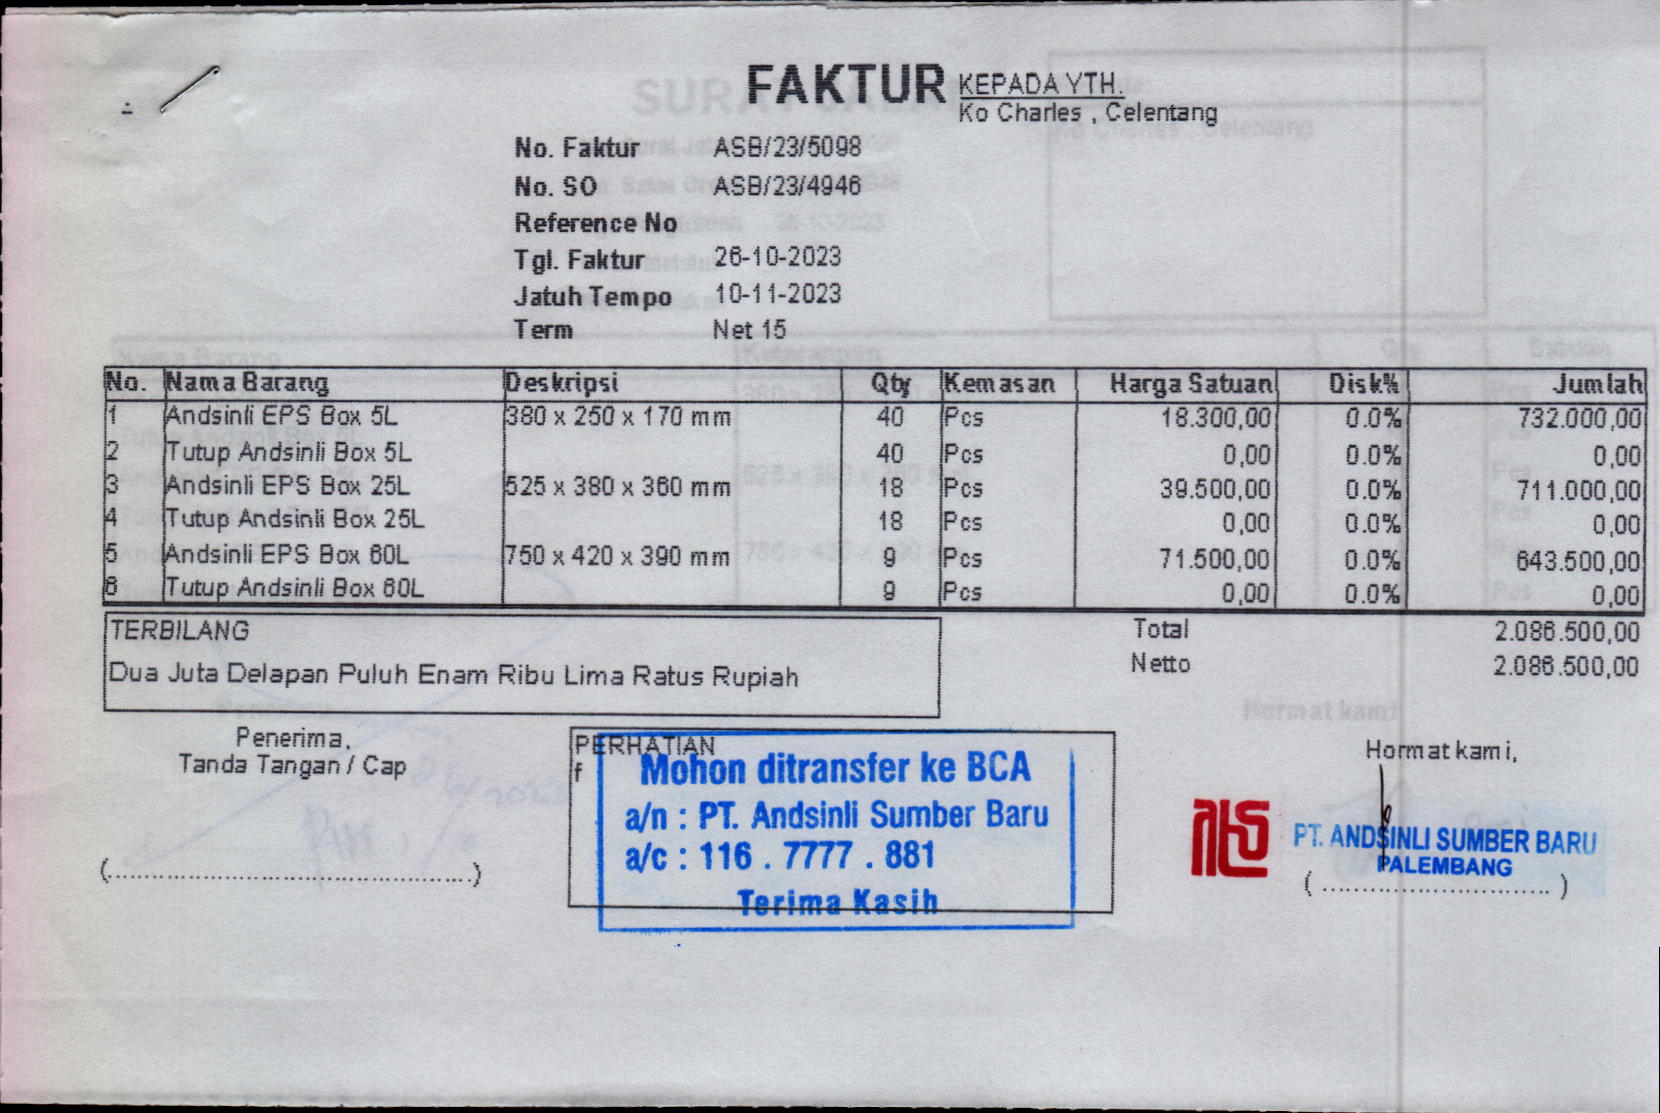 FAKTUR
KEPADA YTH.
Ko Charles , Celentang
No. Faktur ASB/23/5098
No. SO ASB/23/4946
Reference No
Tgl. Faktur 26-10-2023
Jatuh Tempo 10-11-2023
Term Net 15
No. Nama Barang Deskripsi Qty Kemasan Harga Satuan Disk% Jumlah
1 Andsinli EPS Box 5L 380 x 250 x 170 mm 40 Pcs 18.300,00 0.0% 732.000,00
2 Tutup Andsinli Box 5L 40 Pcs 0,00 0.0% 0,00
3 Andsinli EPS Box 25L 525 x 380 x 360 mm 18 Pcs 39.500,00 0.0% 711.000,00
4 Tutup Andsinli Box 25L 18 Pcs 0,00 0.0% 0,00
5 Andsinli EPS Box 60L 750 x 420 x 390 mm 9 Pcs 71.500,00 0.0% 643.500,00
6 Tutup Andsinli Box 60L 9 Pcs 0,00 0.0% 0,00
TERBILANG
Dua Juta Delapan Puluh Enam Ribu Lima Ratus Rupiah
Total 2.086.500,00
Netto 2.086.500,00
Penerima,
Tanda Tangan / Cap
(..............................................)
PERHATIAN
f
Mohon ditransfer ke BCA
a/n : PT. Andsinli Sumber Baru
a/c : 116 . 7777 . 881
Terima Kasih
Hormat kami,
PT. ANDSINLI SUMBER BARU
PALEMBANG
( ............................ )